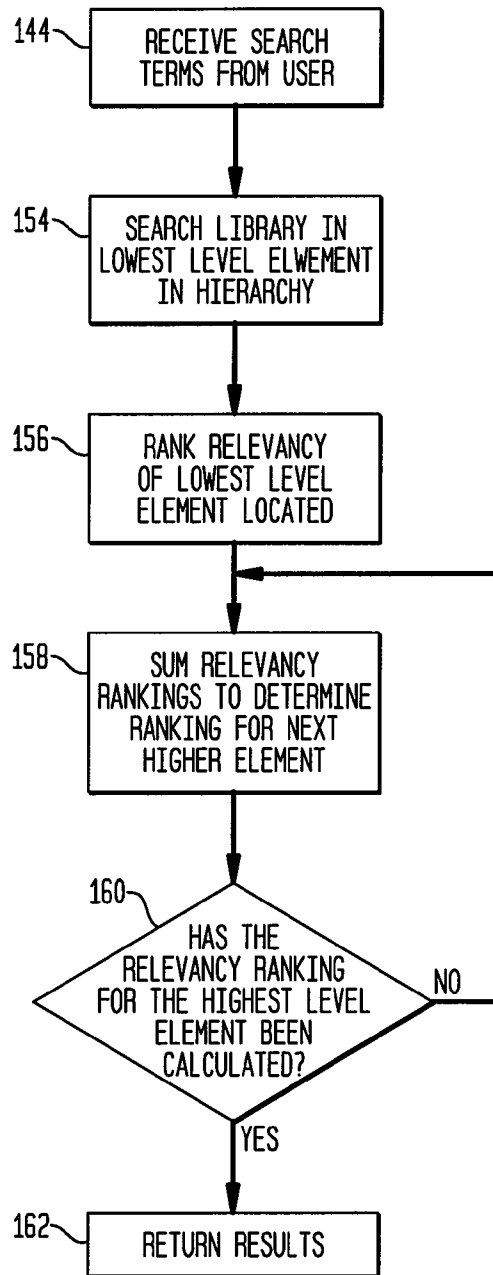 144
RECEIVE SEARCH
TERMS FROM USER
154
SEARCH LIBRARY IN
LOWEST LEVEL ELWEMENT
IN HIERARCHY
156
RANK RELEVANCY
OF LOWEST LEVEL
ELEMENT LOCATED
158
SUM RELEVANCY
RANKINGS TO DETERMINE
RANKING FOR NEXT
HIGHER ELEMENT
160
HAS THE
RELEVANCY RANKING
FOR THE HIGHEST LEVEL
ELEMENT BEEN
CALCULATED?
NO
YES
162
RETURN RESULTS